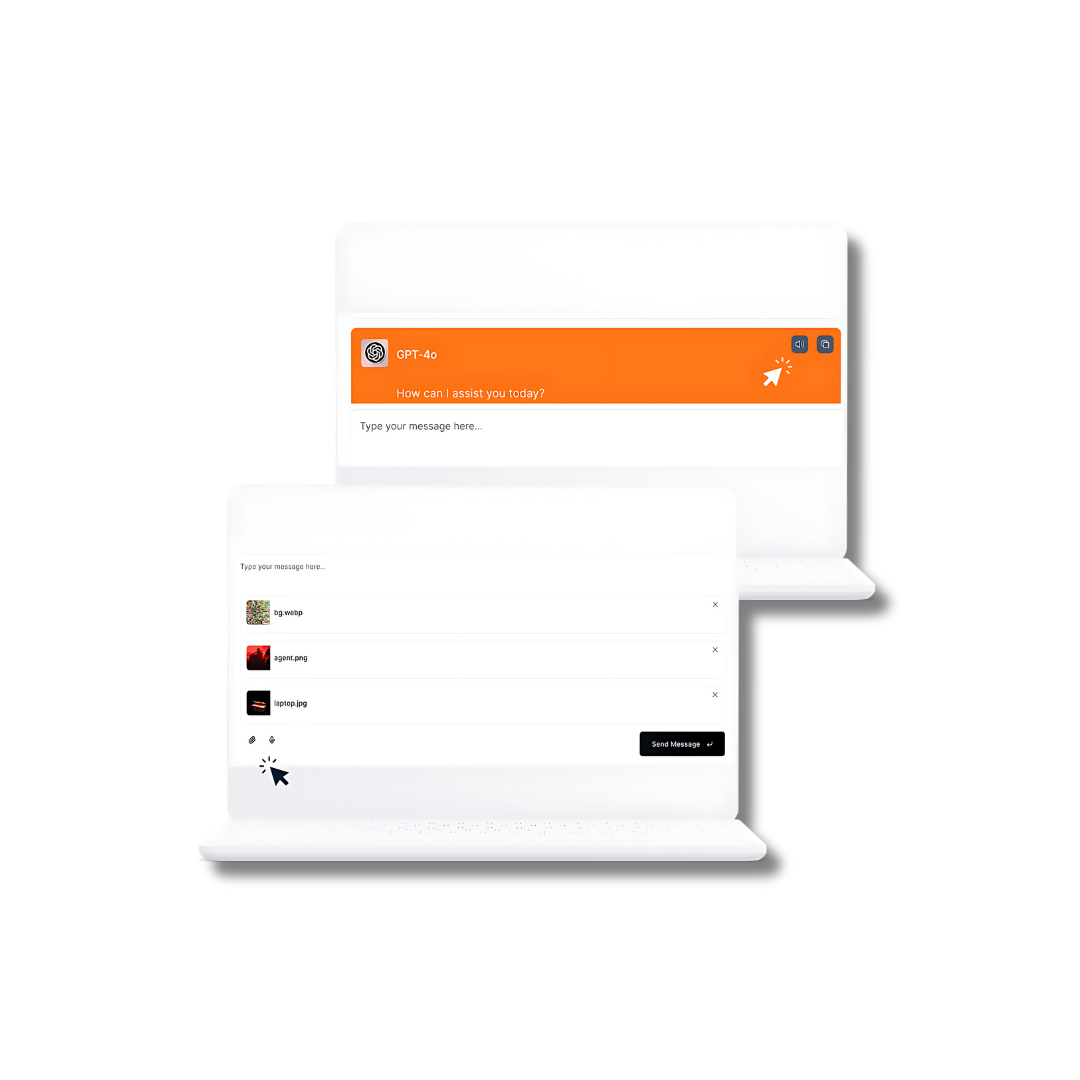 GPT-4o
How can I assist you today?
Type your message here...
Type your message here...
bg.webp
agent.png
laptop.jpg
Send Message